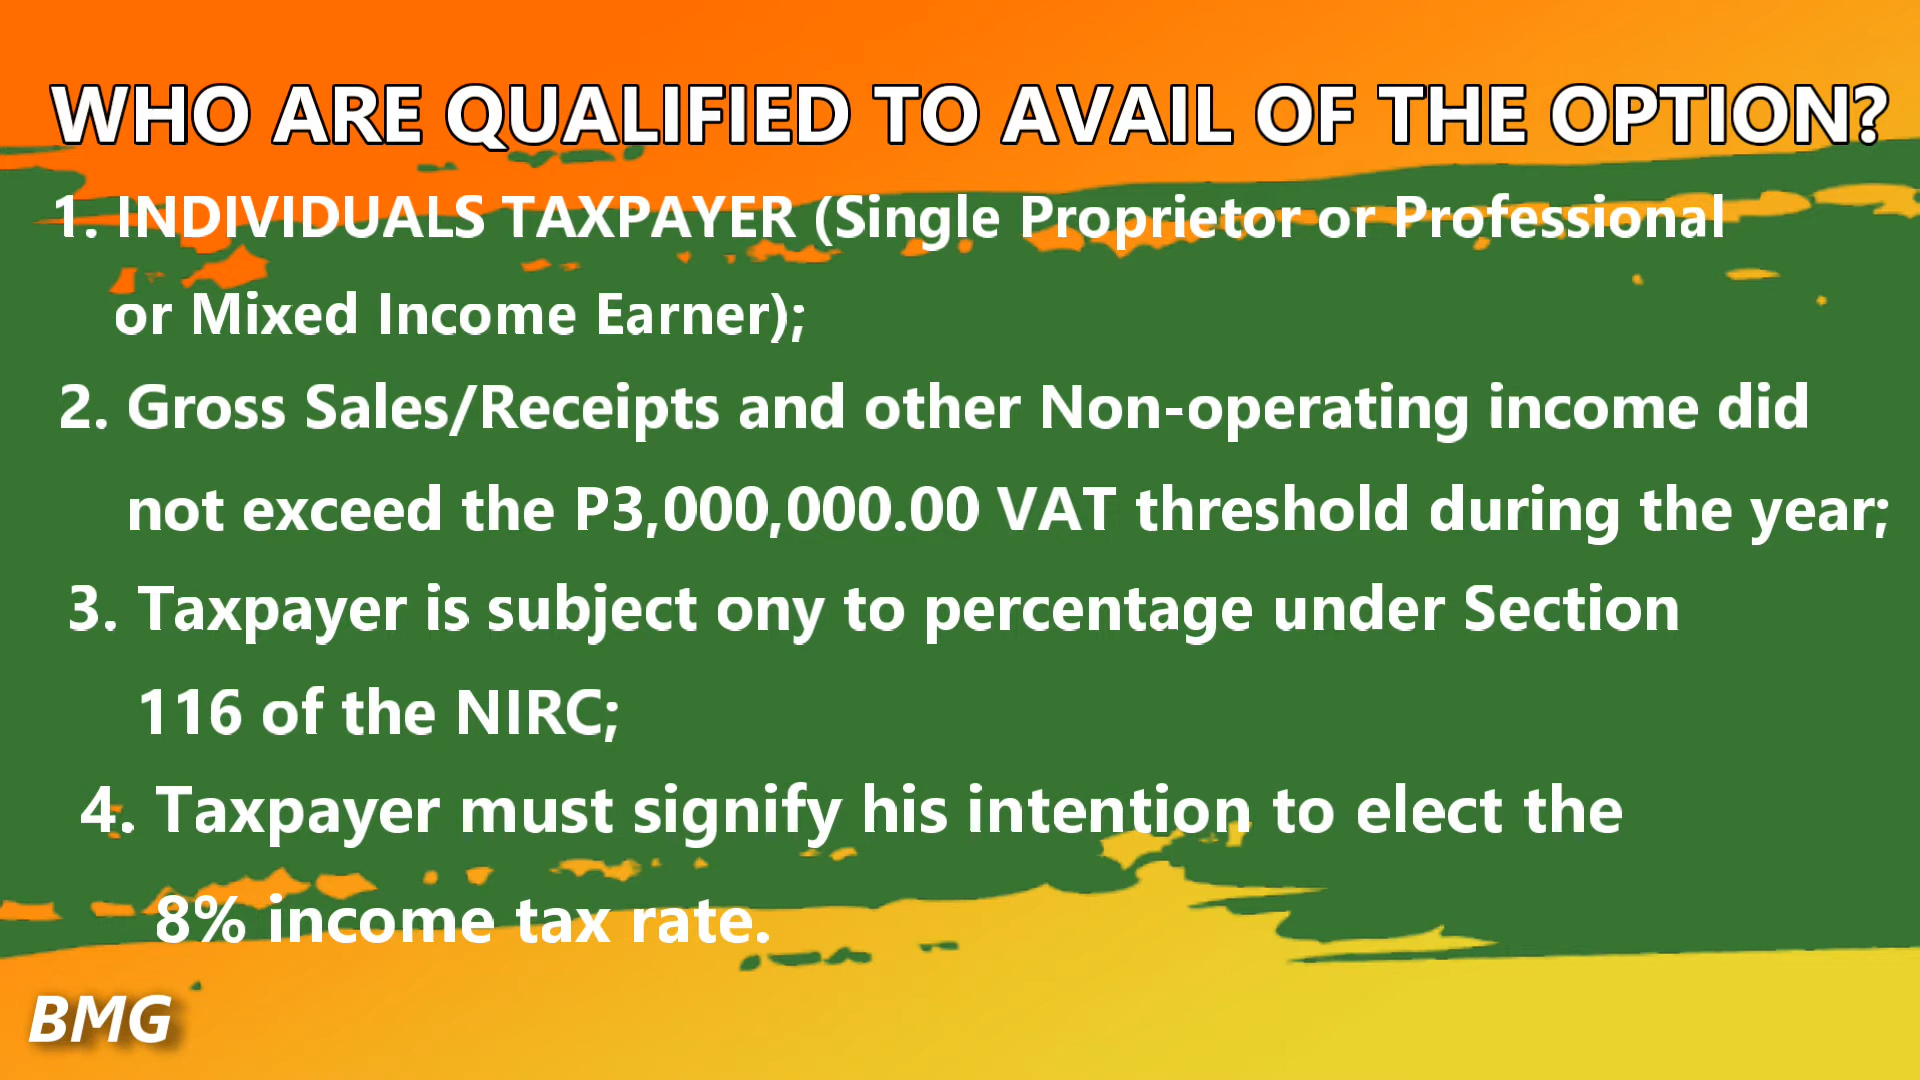 WHO ARE QUALIFIED TO AVAIL OF THE OPTION?
1. INDIVIDUALS TAXPAYER (Single Proprietor or Professional
or Mixed Income Earner);
2. Gross Sales/Receipts and other Non-operating income did
not exceed the P3,000,000.00 VAT threshold during the year;
3. Taxpayer is subject ony to percentage under Section
116 of the NIRC;
4. Taxpayer must signify his intention to elect the
8% income tax rate.
BMG